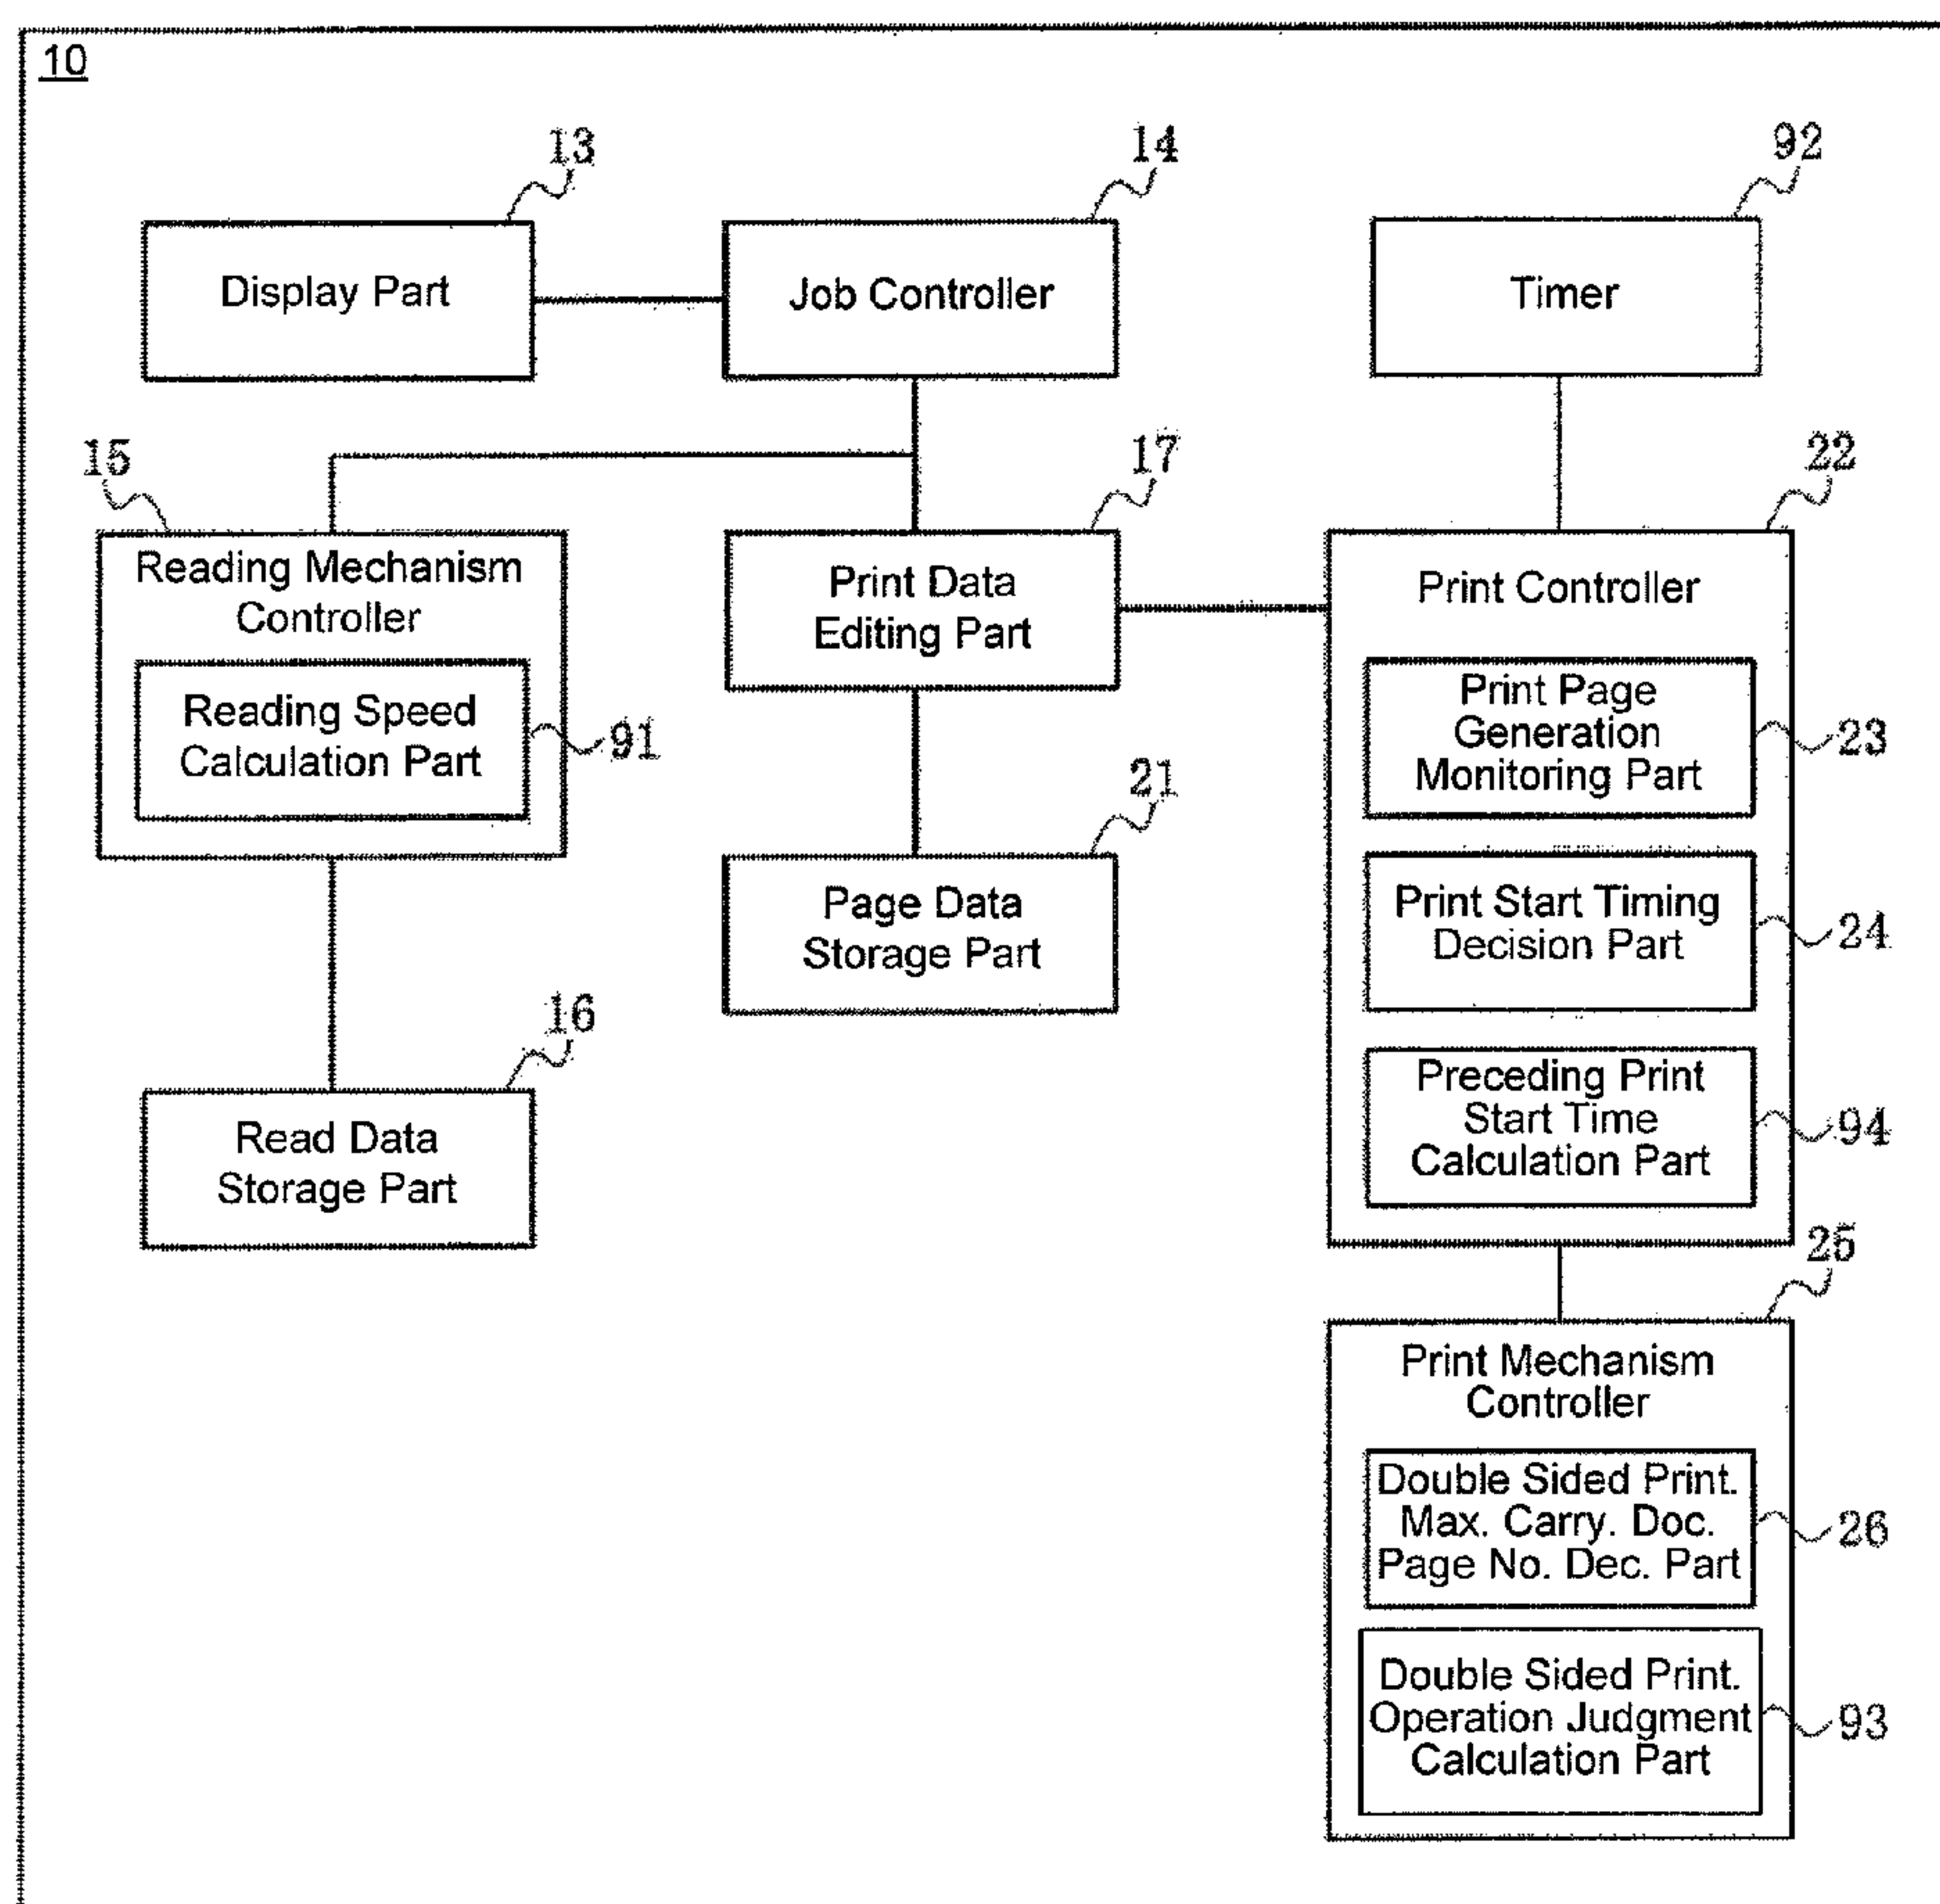 10
13
14
92
Display Part
Job Controller
Timer
15
17
22
Reading Mechanism
Controller
Reading Speed
Calculation Part
91
Print Data
Editing Part
Print Controller
Print Page
Generation
Monitoring Part
23
21
Page Data
Storage Part
Print Start Timing
Decision Part
24
16
Read Data
Storage Part
Preceding Print
Start Time
Calculation Part
94
25
Print Mechanism
Controller
Double Sided Print.
Max. Carry. Doc.
Page No. Dec. Part
26
Double Sided Print.
Operation Judgment
Calculation Part
93